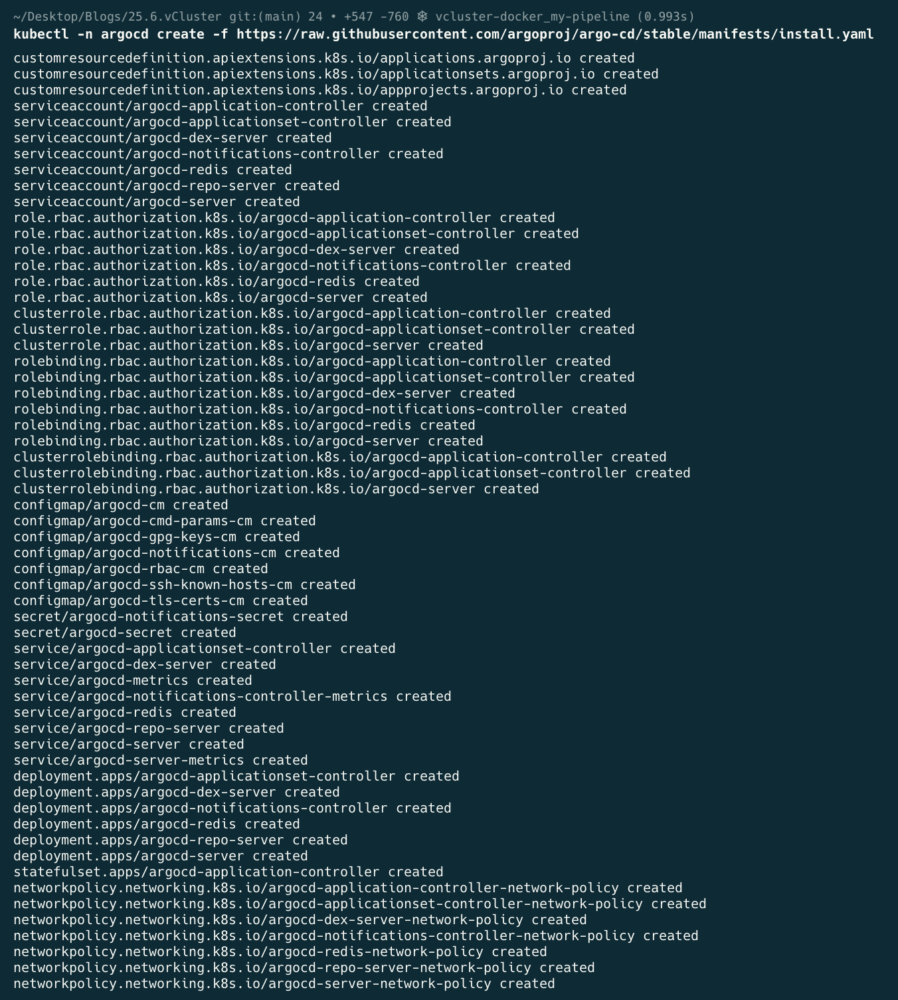 ~/Desktop/Blogs/25.6.vCluster git:(main) 24 • +547 -760 ⎈ vcluster-docker_my-pipeline (0.993s)
kubectl -n argocd create -f https://raw.githubusercontent.com/argoproj/argo-cd/stable/manifests/install.yaml
customresourcedefinition.apiextensions.k8s.io/applications.argoproj.io created
customresourcedefinition.apiextensions.k8s.io/applicationsets.argoproj.io created
customresourcedefinition.apiextensions.k8s.io/appprojects.argoproj.io created
serviceaccount/argocd-application-controller created
serviceaccount/argocd-applicationset-controller created
serviceaccount/argocd-dex-server created
serviceaccount/argocd-notifications-controller created
serviceaccount/argocd-redis created
serviceaccount/argocd-repo-server created
serviceaccount/argocd-server created
role.rbac.authorization.k8s.io/argocd-application-controller created
role.rbac.authorization.k8s.io/argocd-applicationset-controller created
role.rbac.authorization.k8s.io/argocd-dex-server created
role.rbac.authorization.k8s.io/argocd-notifications-controller created
role.rbac.authorization.k8s.io/argocd-redis created
role.rbac.authorization.k8s.io/argocd-server created
clusterrole.rbac.authorization.k8s.io/argocd-application-controller created
clusterrole.rbac.authorization.k8s.io/argocd-applicationset-controller created
clusterrole.rbac.authorization.k8s.io/argocd-server created
rolebinding.rbac.authorization.k8s.io/argocd-application-controller created
rolebinding.rbac.authorization.k8s.io/argocd-applicationset-controller created
rolebinding.rbac.authorization.k8s.io/argocd-dex-server created
rolebinding.rbac.authorization.k8s.io/argocd-notifications-controller created
rolebinding.rbac.authorization.k8s.io/argocd-redis created
rolebinding.rbac.authorization.k8s.io/argocd-server created
clusterrolebinding.rbac.authorization.k8s.io/argocd-application-controller created
clusterrolebinding.rbac.authorization.k8s.io/argocd-applicationset-controller created
clusterrolebinding.rbac.authorization.k8s.io/argocd-server created
configmap/argocd-cm created
configmap/argocd-cmd-params-cm created
configmap/argocd-gpg-keys-cm created
configmap/argocd-notifications-cm created
configmap/argocd-rbac-cm created
configmap/argocd-ssh-known-hosts-cm created
configmap/argocd-tls-certs-cm created
secret/argocd-notifications-secret created
secret/argocd-secret created
service/argocd-applicationset-controller created
service/argocd-dex-server created
service/argocd-metrics created
service/argocd-notifications-controller-metrics created
service/argocd-redis created
service/argocd-repo-server created
service/argocd-server created
service/argocd-server-metrics created
deployment.apps/argocd-applicationset-controller created
deployment.apps/argocd-dex-server created
deployment.apps/argocd-notifications-controller created
deployment.apps/argocd-redis created
deployment.apps/argocd-repo-server created
deployment.apps/argocd-server created
statefulset.apps/argocd-application-controller created
networkpolicy.networking.k8s.io/argocd-application-controller-network-policy created
networkpolicy.networking.k8s.io/argocd-applicationset-controller-network-policy created
networkpolicy.networking.k8s.io/argocd-dex-server-network-policy created
networkpolicy.networking.k8s.io/argocd-notifications-controller-network-policy created
networkpolicy.networking.k8s.io/argocd-redis-network-policy created
networkpolicy.networking.k8s.io/argocd-repo-server-network-policy created
networkpolicy.networking.k8s.io/argocd-server-network-policy created